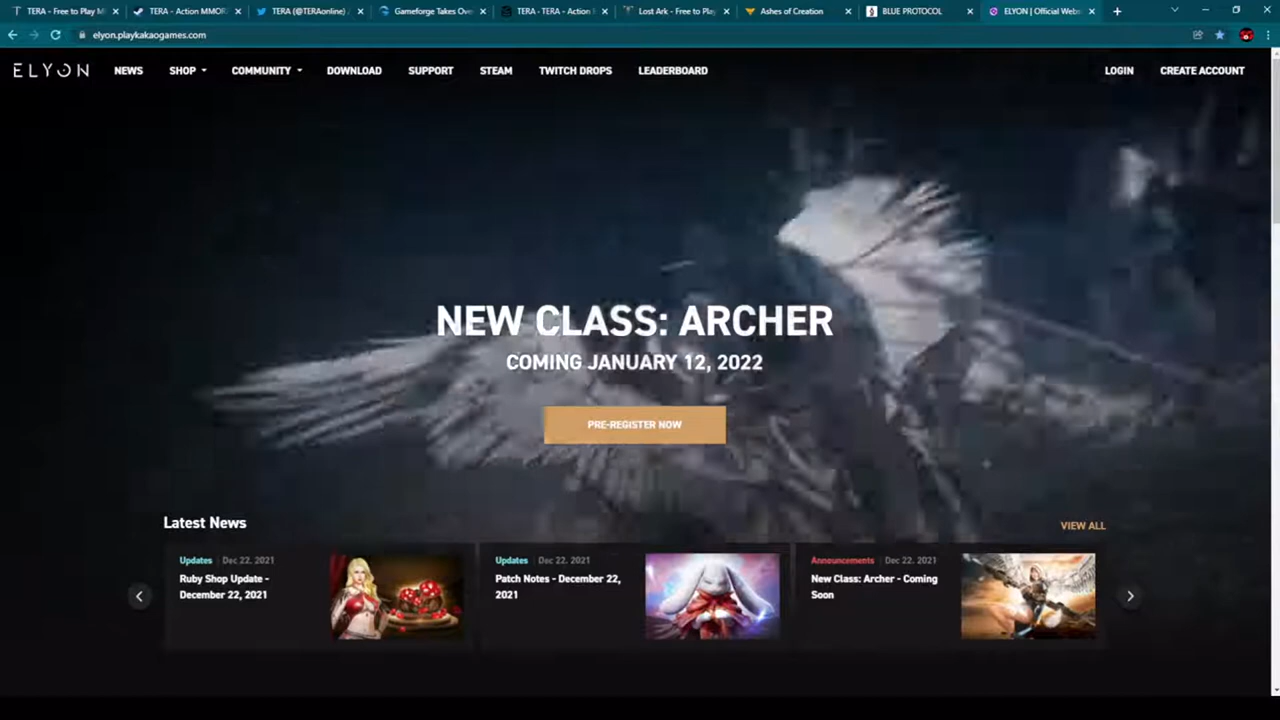 TERA - Free to Play M
TERA - Action MMOR
TERA (@TERAonline) /
Gameforge Takes Ove
TERA - TERA - Action
Lost Ark - Free to Play
Ashes of Creation
BLUE PROTOCOL
ELYON | Official Webs
elyon.playkakaogames.com
ELYON
NEWS
SHOP
COMMUNITY
DOWNLOAD
SUPPORT
STEAM
TWITCH DROPS
LEADERBOARD
LOGIN
CREATE ACCOUNT
NEW CLASS: ARCHER
COMING JANUARY 12, 2022
PRE-REGISTER NOW
Latest News
VIEW ALL
Updates | Dec 22. 2021
Ruby Shop Update -
December 22, 2021
Updates | Dec 22. 2021
Patch Notes - December 22,
2021
Announcements | Dec 22. 2021
New Class: Archer - Coming
Soon